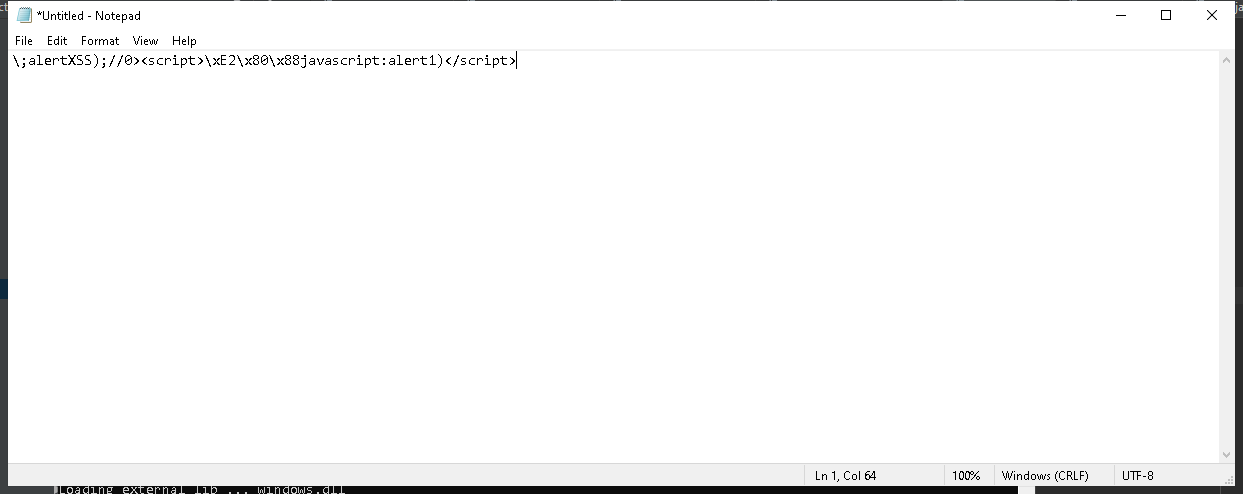 *Untitled - Notepad
File Edit Format View Help
\;alertXSS);//0><script>\xE2\x80\x88javascript:alert1)</script>
Ln 1, Col 64 100% Windows (CRLF) UTF-8
Loading external lib ... windows.dll